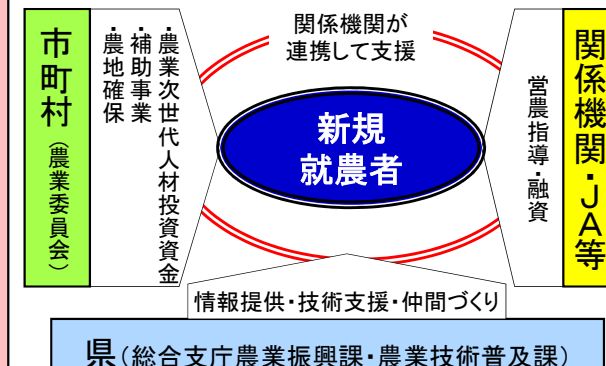 関係機関が
連携して支援
市町村（農業委員会）
・農業次世代人材投資資金
・補助事業
・農地確保
新規
就農者
営農指導・融資
関係機関・ＪＡ等
情報提供・技術支援・仲間づくり
県（総合支庁農業振興課・農業技術普及課）